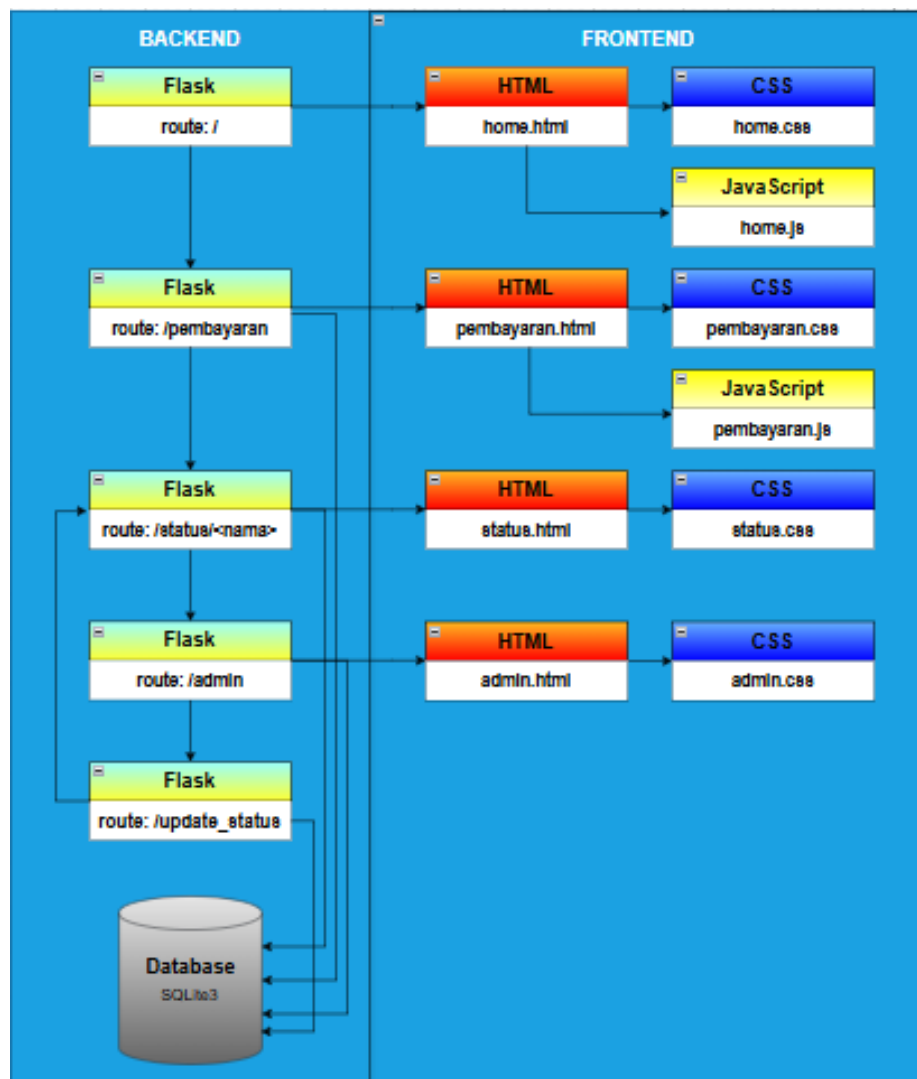 BACKEND
FRONTEND
Flask
route: /
HTML
home.html
CSS
home.css
JavaScript
home.js
Flask
route: /pembayaran
HTML
pembayaran.html
CSS
pembayaran.css
JavaScript
pembayaran.js
Flask
route: /status/<nama>
HTML
status.html
CSS
status.css
Flask
route: /admin
HTML
admin.html
CSS
admin.css
Flask
route: /update_status
Database
SQLite3